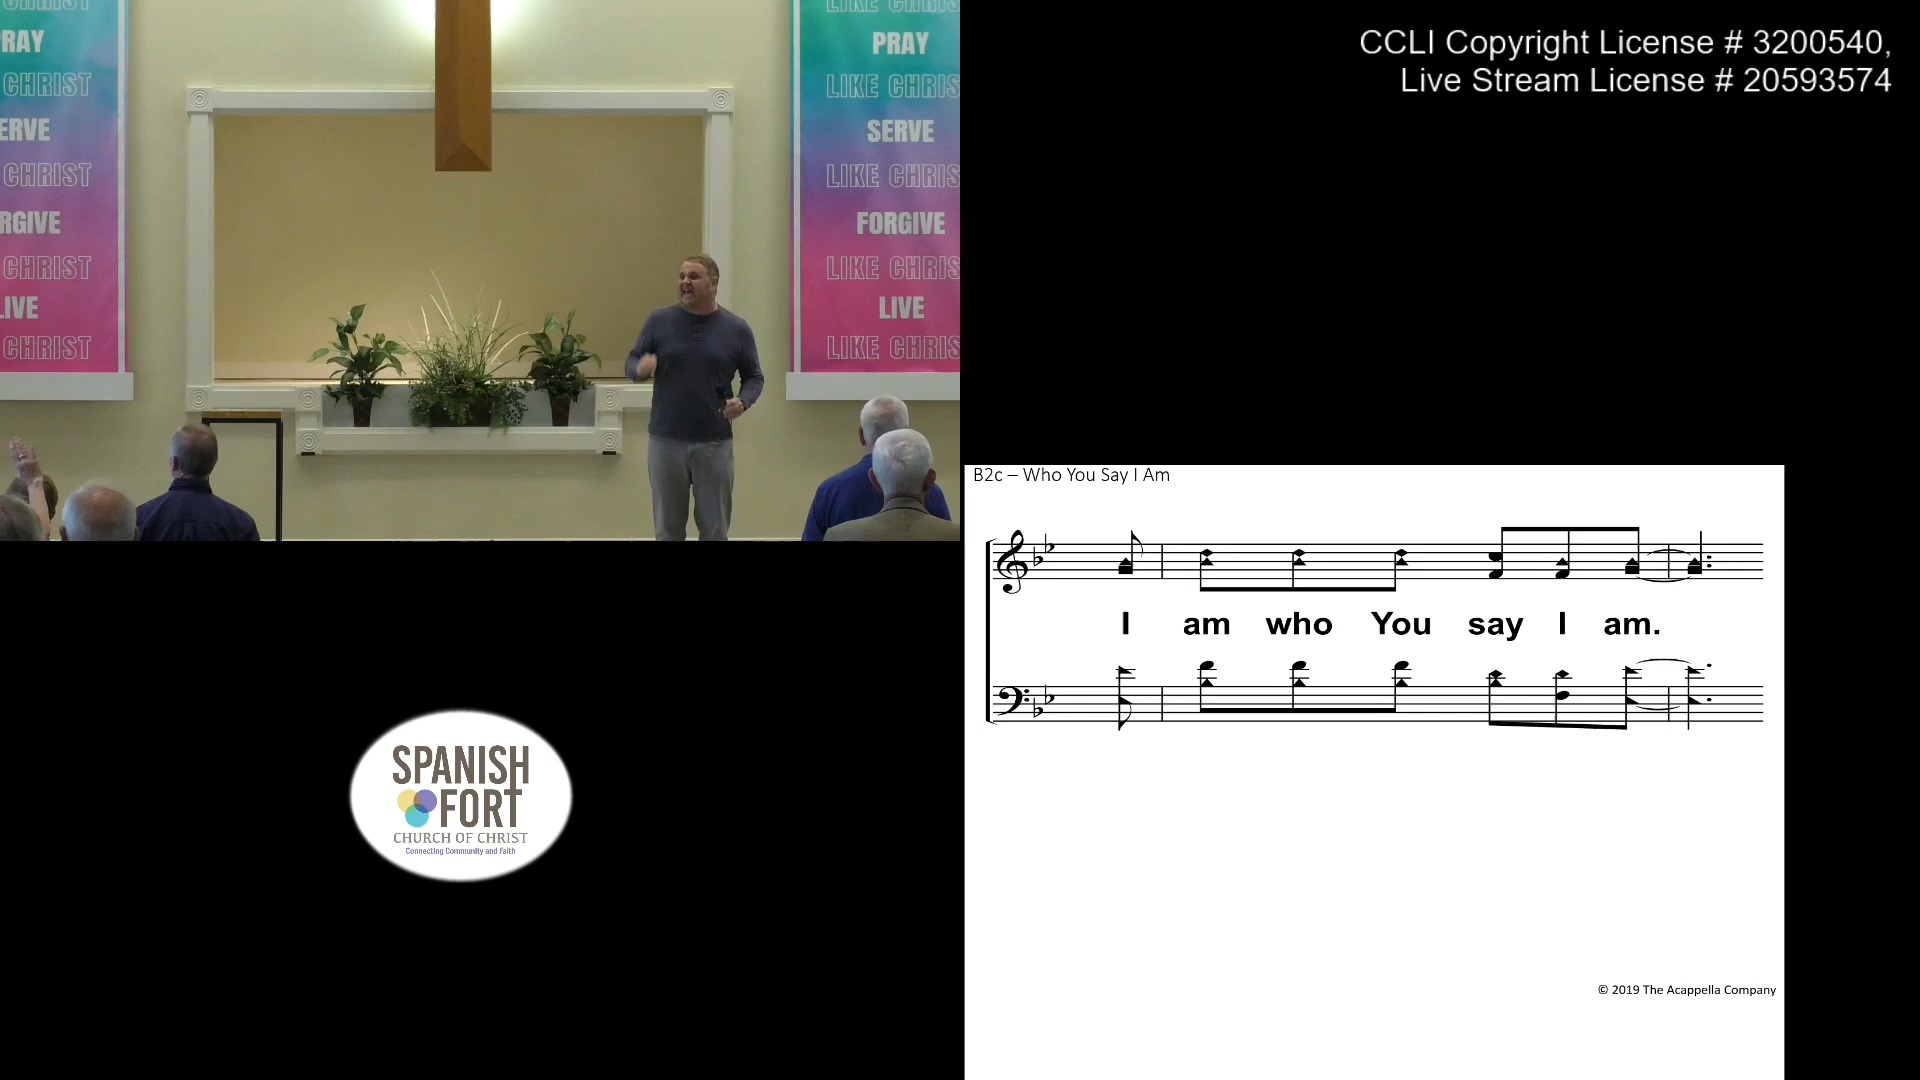 RAY
CHRIST
ERVE
CHRIST
RGIVE
CHRIST
LIVE
CHRIST
LIKE CHRIS
PRAY
LIKE CHRIS
SERVE
LIKE CHRIS
FORGIVE
LIKE CHRIS
LIVE
LIKE CHRIS
CCLI Copyright License # 3200540,
Live Stream License # 20593574
B2c – Who You Say I Am
I am who You say I am.
© 2019 The Acappella Company
SPANISH
FORT
CHURCH OF CHRIST
Connecting Community and Faith